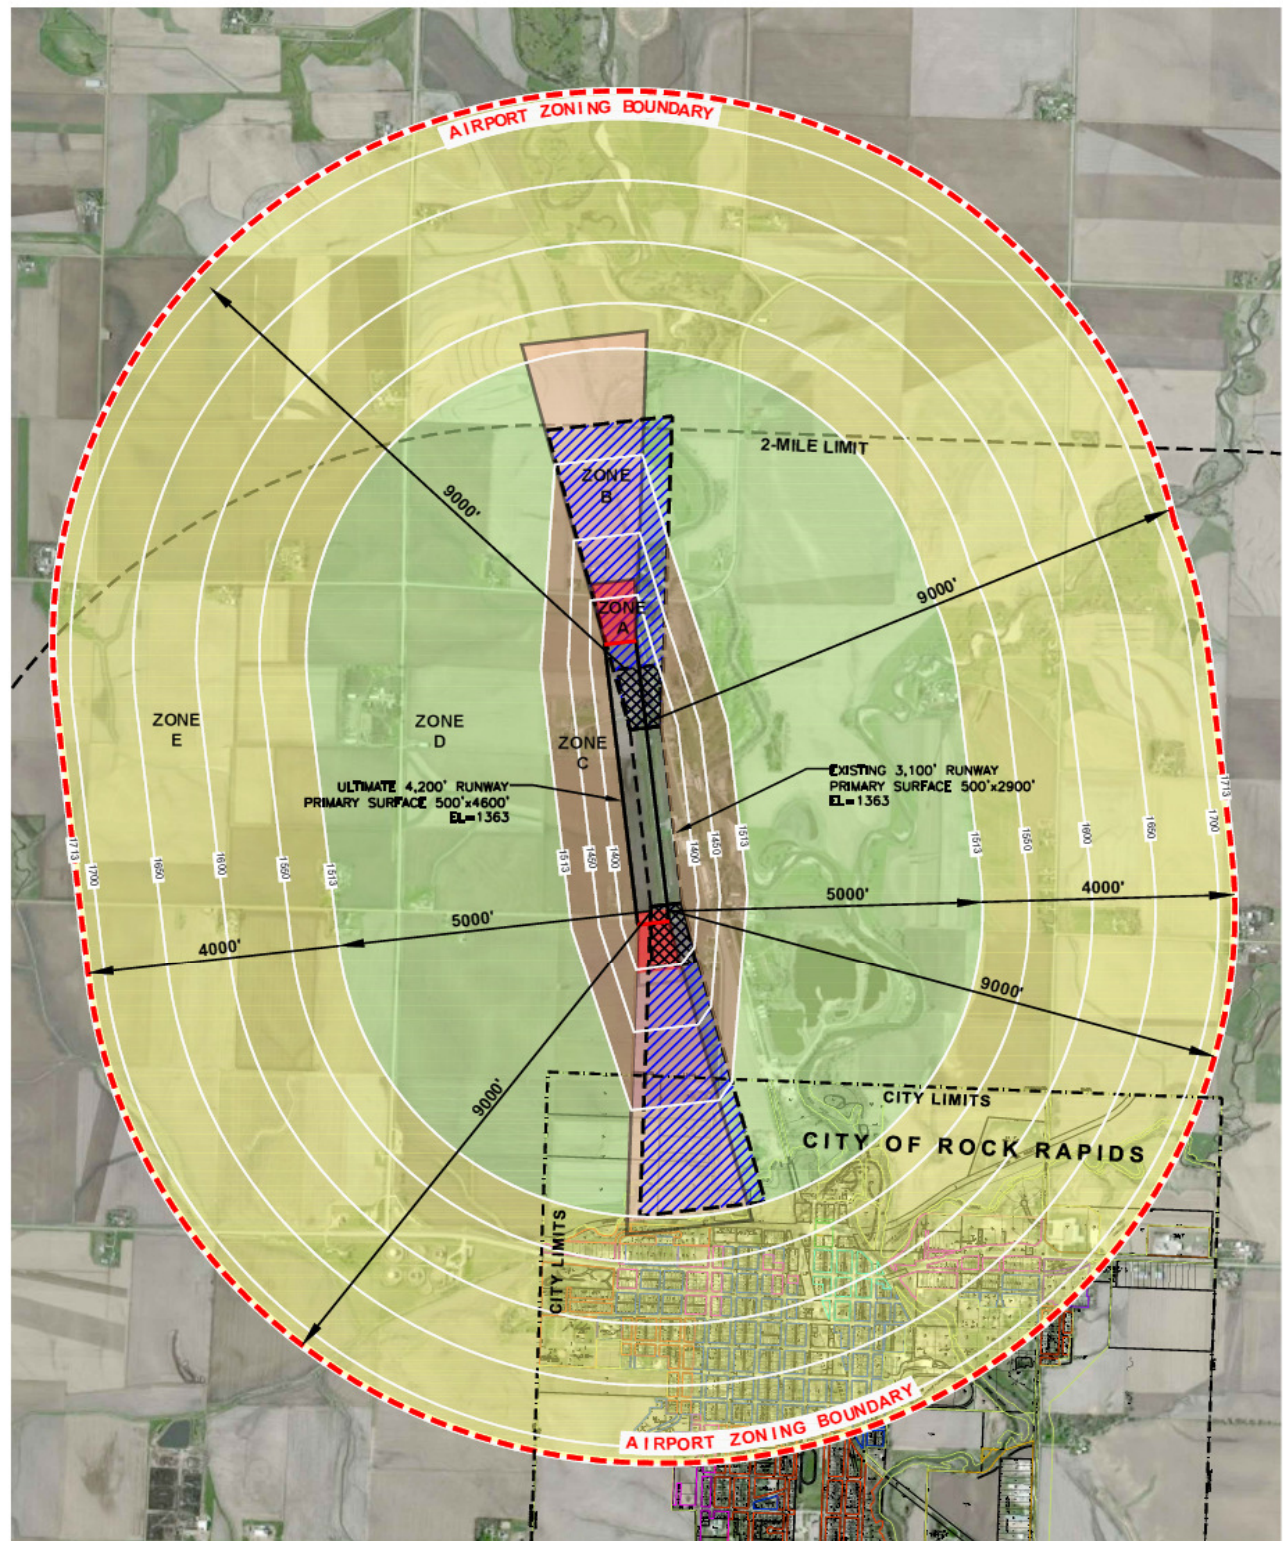 AIRPORT ZONING BOUNDARY
2-MILE LIMIT
ZONE
B
9000'
9000'
ZONE
A
ZONE
E
ZONE
D
ZONE
C
ULTIMATE 4,200' RUNWAY
PRIMARY SURFACE 500'x4600'
EL=1363
EXISTING 3,100' RUNWAY
PRIMARY SURFACE 500'x2900'
EL=1363
1713
1700
1650
1600
1550
1513
1513
1450
1400
1400
1450
1513
1513
1550
1600
1650
1700
1713
4000'
5000'
5000'
4000'
9000'
9000'
CITY LIMITS
CITY OF ROCK RAPIDS
CITY LIMITS
AIRPORT ZONING BOUNDARY